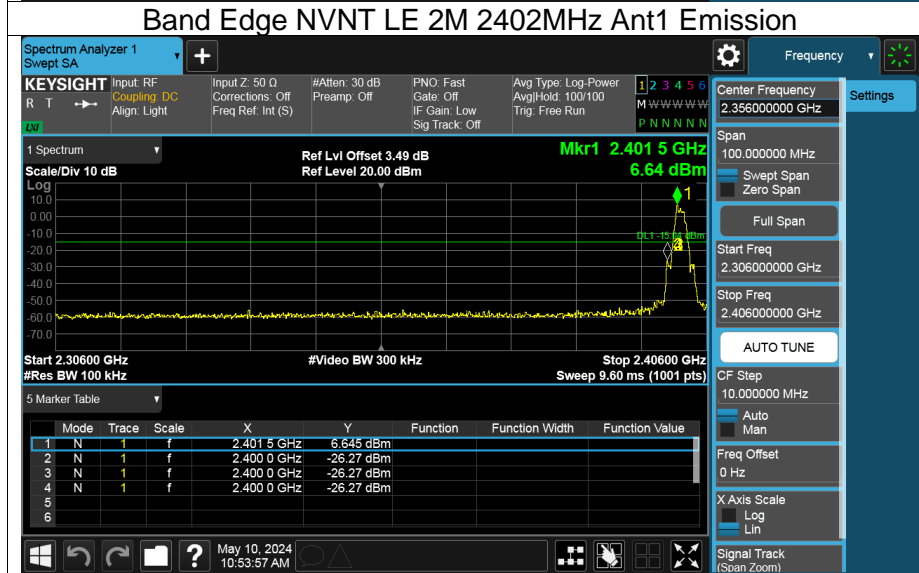 Band Edge NVNT LE 2M 2402MHz Ant1 Emission
Spectrum Analyzer 1
Swept SA
+
Frequency
KEYSIGHT
R T
LXI
Input: RF
Coupling: DC
Align: Light
Input Z: 50 Ω
Corrections: Off
Freq Ref: Int (S)
#Atten: 30 dB
Preamp: Off
PNO: Fast
Gate: Off
IF Gain: Low
Sig Track: Off
Avg Type: Log-Power
Avg|Hold: 100/100
Trig: Free Run
1 2 3 4 5 6
M W W W W W
P N N N N N
1 Spectrum
Scale/Div 10 dB
Ref Lvl Offset 3.49 dB
Ref Level 20.00 dBm
Mkr1 2.401 5 GHz
6.64 dBm
Log
10.0
0.00
-10.0
-20.0
-30.0
-40.0
-50.0
-60.0
-70.0
1
Start 2.30600 GHz
#Video BW 300 kHz
Stop 2.40600 GHz
#Res BW 100 kHz
Sweep 9.60 ms (1001 pts)
5 Marker Table
Mode Trace Scale X Y Function Function Width Function Value
1 N 1 f 2.401 5 GHz 6.645 dBm
2 N 1 f 2.400 0 GHz -26.27 dBm
3 N 1 f 2.400 0 GHz -26.27 dBm
4 N 1 f 2.400 0 GHz -26.27 dBm
5
6
?
May 10, 2024
10:53:57 AM
Center Frequency
2.356000000 GHz
Span
100.000000 MHz
Swept Span
Zero Span
Full Span
Start Freq
2.306000000 GHz
Stop Freq
2.406000000 GHz
AUTO TUNE
CF Step
10.000000 MHz
Auto
Man
Freq Offset
0 Hz
X Axis Scale
Log
Lin
Signal Track
(Span Zoom)
Settings